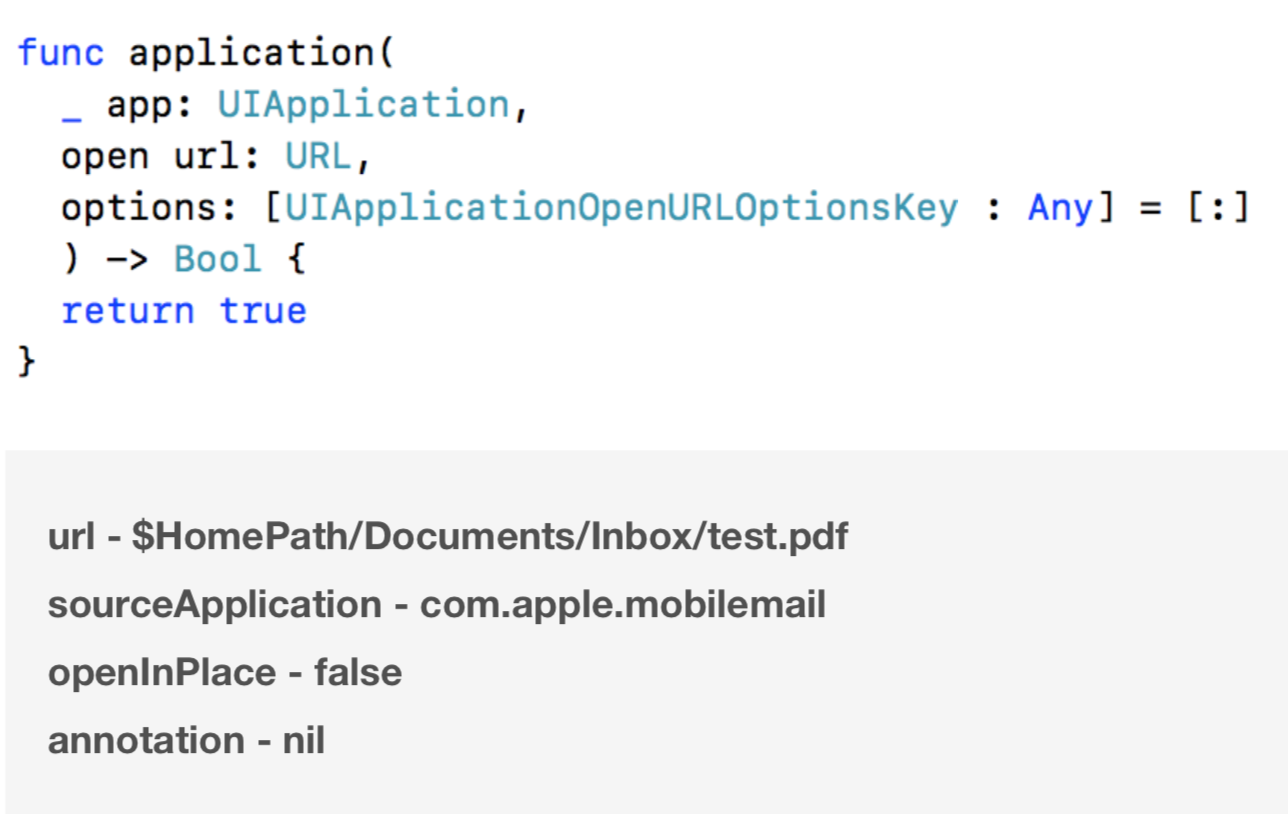 func application(
_ app: UIApplication,
open url: URL,
options: [UIApplicationOpenURLOptionsKey : Any] = [:]
) -> Bool {
return true
}
url - $HomePath/Documents/Inbox/test.pdf
sourceApplication - com.apple.mobilemail
openInPlace - false
annotation - nil